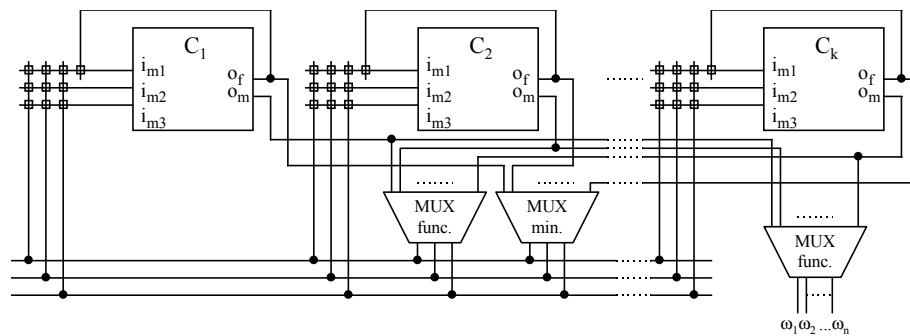 C1
C2
Ck
im1
of
im1
of
im1
of
im2
om
im2
om
im2
om
im3
im3
im3
MUX
func.
MUX
min.
MUX
func.
ω1ω2...ωn